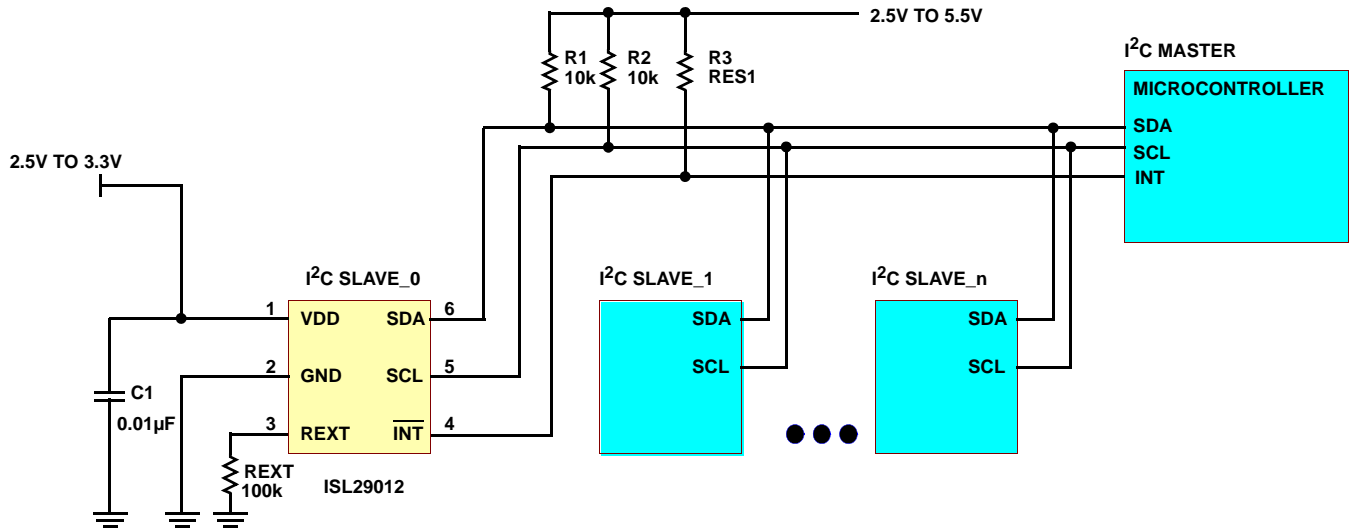 2.5V TO 5.5V
R1
10k
R2
10k
R3
RES1
I²C MASTER
MICROCONTROLLER
SDA
SCL
INT
2.5V TO 3.3V
I²C SLAVE_0
1
VDD
SDA
6
2
GND
SCL
5
3
REXT
INT
4
C1
0.01µF
REXT
100k
ISL29012
I²C SLAVE_1
SDA
SCL
I²C SLAVE_n
SDA
SCL